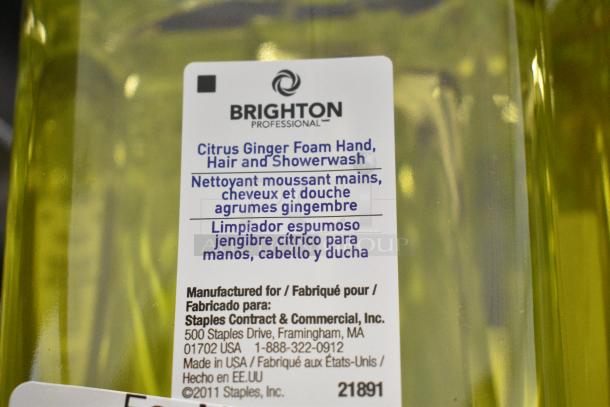 BRIGHTON
PROFESSIONAL™
Citrus Ginger Foam Hand,
Hair and Showerwash
Nettoyant moussant mains,
cheveux et douche
agrumes gingembre
Limpiador espumoso
jengibre cítrico para
manos, cabello y ducha
Manufactured for / Fabriqué pour /
Fabricado para:
Staples Contract & Commercial, Inc.
500 Staples Drive, Framingham, MA
01702 USA 1-888-322-0912
Made in USA / Fabriqué aux États-Unis /
Hecho en EE.UU
©2011 Staples, Inc. 21891